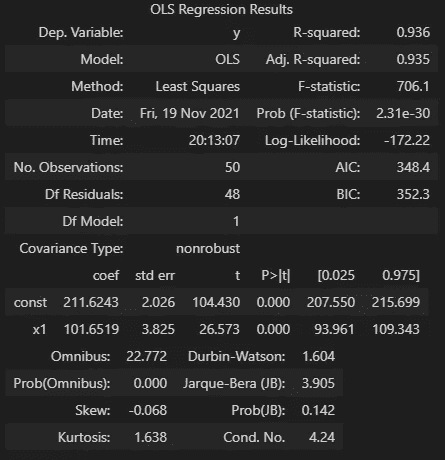 OLS Regression Results
Dep. Variable: y R-squared: 0.936
Model: OLS Adj. R-squared: 0.935
Method: Least Squares F-statistic: 706.1
Date: Fri, 19 Nov 2021 Prob (F-statistic): 2.31e-30
Time: 20:13:07 Log-Likelihood: -172.22
No. Observations: 50 AIC: 348.4
Df Residuals: 48 BIC: 352.3
Df Model: 1
Covariance Type: nonrobust
coef std err t P>|t| [0.025 0.975]
const 211.6243 2.026 104.430 0.000 207.550 215.699
x1 101.6519 3.825 26.573 0.000 93.961 109.343
Omnibus: 22.772 Durbin-Watson: 1.604
Prob(Omnibus): 0.000 Jarque-Bera (JB): 3.905
Skew: -0.068 Prob(JB): 0.142
Kurtosis: 1.638 Cond. No. 4.24